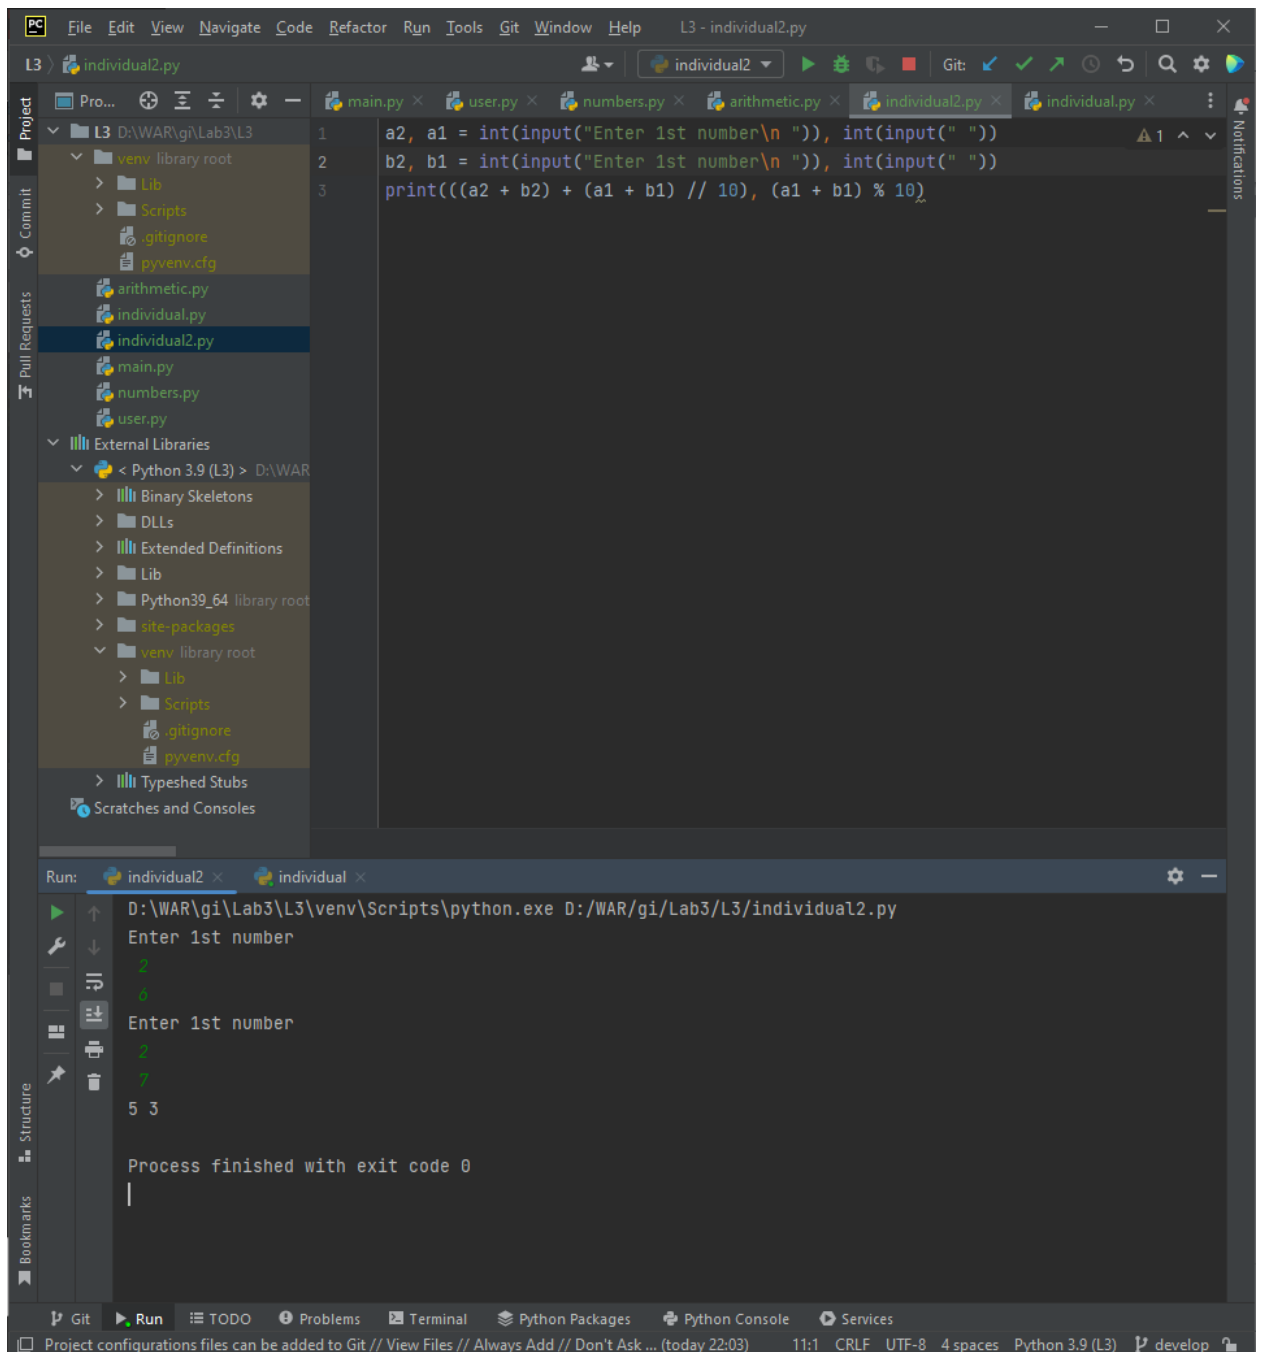 PC File Edit View Navigate Code Refactor Run Tools Git Window Help L3 - individual2.py
L3 individual2.py individual2 Git:
Project
Commit
Pull Requests
Pro...
main.py user.py numbers.py arithmetic.py individual2.py individual.py
L3 D:\WAR\gi\Lab3\L3
venv library root
Lib
Scripts
.gitignore
pyvenv.cfg
arithmetic.py
individual.py
individual2.py
main.py
numbers.py
user.py
External Libraries
< Python 3.9 (L3) > D:\WAR
Binary Skeletons
DLLs
Extended Definitions
Lib
Python39_64 library root
site-packages
venv library root
Lib
Scripts
.gitignore
pyvenv.cfg
Typeshed Stubs
Scratches and Consoles
1 a2, a1 = int(input("Enter 1st number\n ")), int(input(" "))
2 b2, b1 = int(input("Enter 1st number\n ")), int(input(" "))
3 print(((a2 + b2) + (a1 + b1) // 10), (a1 + b1) % 10)
1
Notifications
Run: individual2 individual
D:\WAR\gi\Lab3\L3\venv\Scripts\python.exe D:/WAR/gi/Lab3/L3/individual2.py
Enter 1st number
2
6
Enter 1st number
2
7
5 3
Process finished with exit code 0
Structure
Bookmarks
Git Run TODO Problems Terminal Python Packages Python Console Services
Project configurations files can be added to Git // View Files // Always Add // Don't Ask ... (today 22:03) 11:1 CRLF UTF-8 4 spaces Python 3.9 (L3) develop